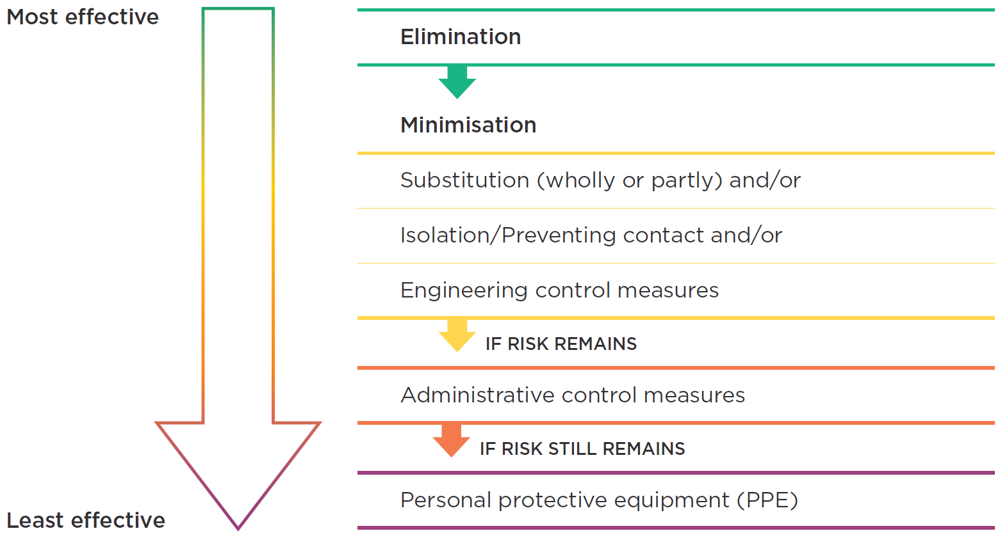 Most effective
Elimination
Minimisation
Substitution (wholly or partly) and/or
Isolation/Preventing contact and/or
Engineering control measures
IF RISK REMAINS
Administrative control measures
IF RISK STILL REMAINS
Personal protective equipment (PPE)
Least effective